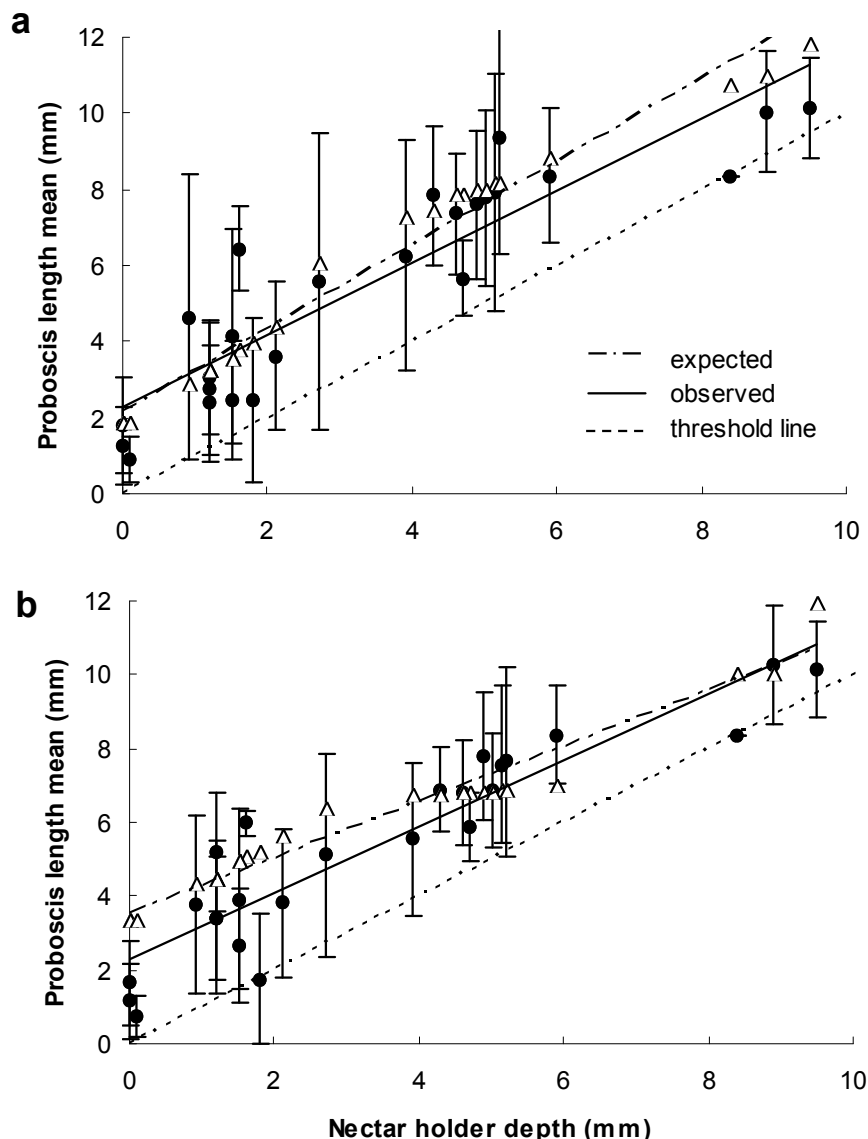 a
Proboscis length mean (mm)
12
10
8
6
4
2
0
expected
observed
threshold line
0 2 4 6 8 10
b
Proboscis length mean (mm)
12
10
8
6
4
2
0
0 2 4 6 8 10
Nectar holder depth (mm)